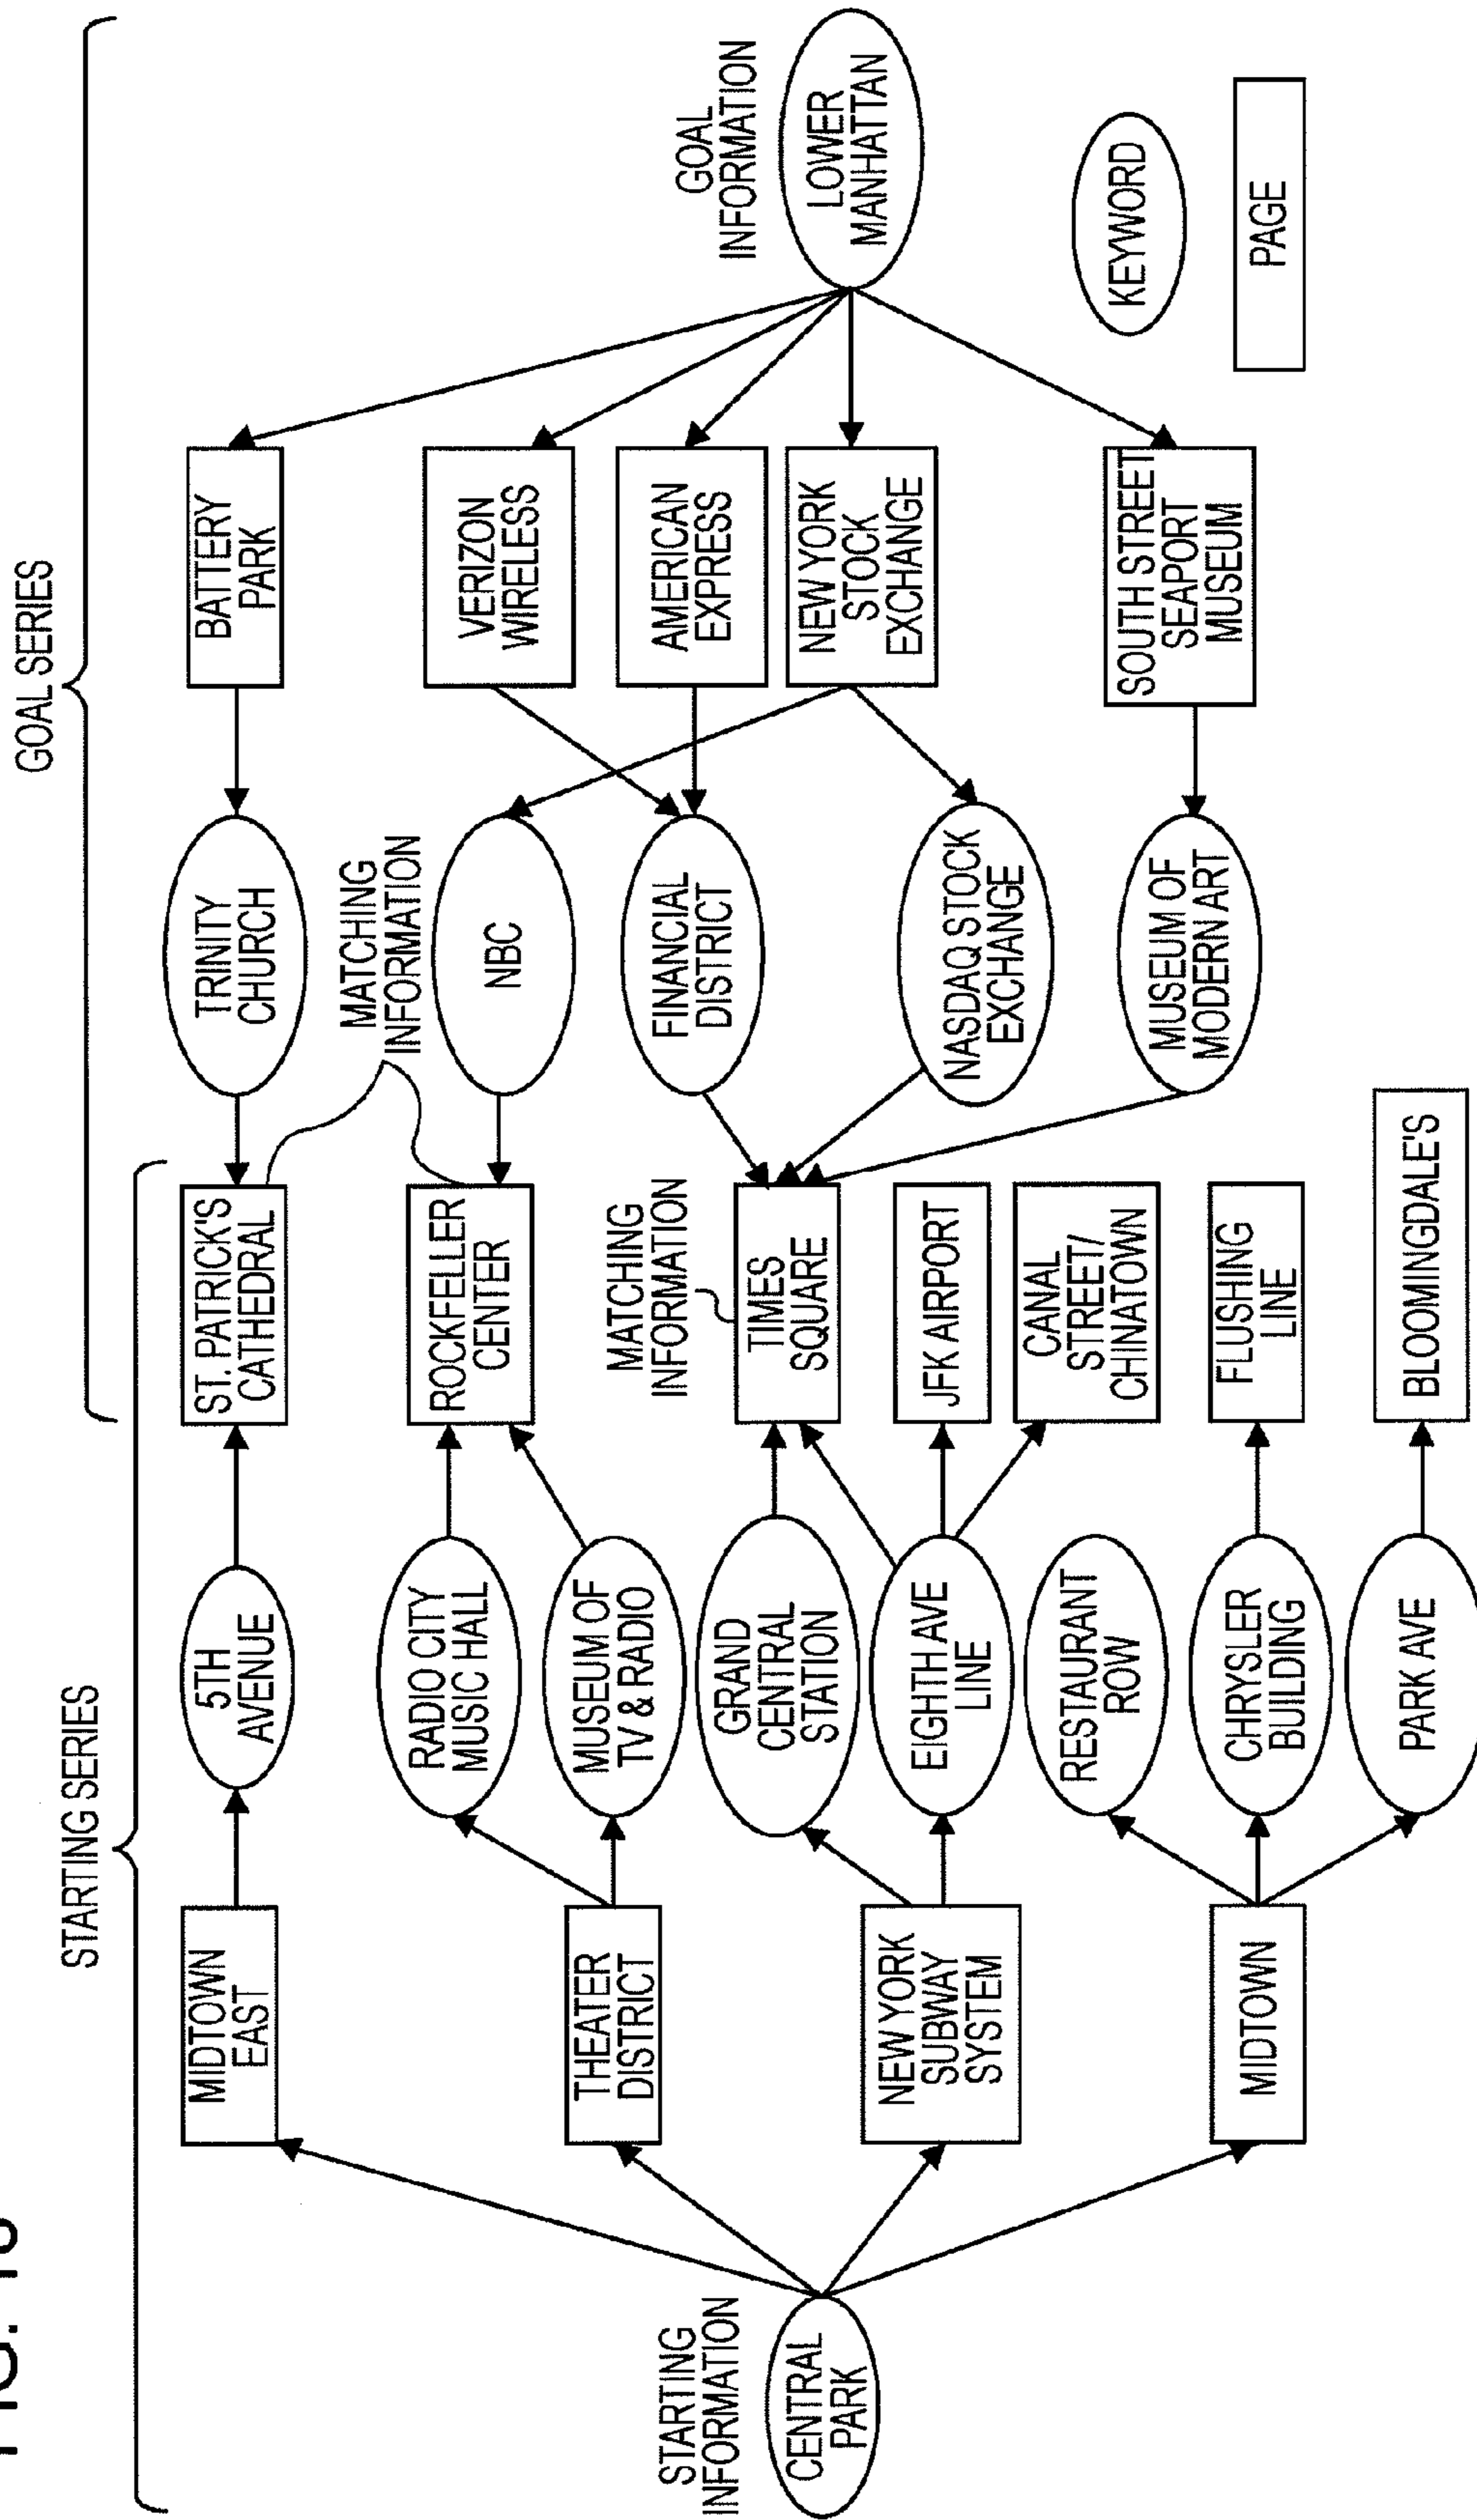 STARTING SERIES
GOAL SERIES
STARTING
INFORMATION
CENTRAL
PARK
MIDTOWN
EAST
THEATER
DISTRICT
NEW YORK
SUBWAY
SYSTEM
MIDTOWN
5TH
AVENUE
RADIO CITY
MUSIC HALL
MUSEUM OF
TV & RADIO
GRAND
CENTRAL
STATION
EIGHTH AVE
LINE
RESTAURANT
ROW
CHRYSLER
BUILDING
PARK AVE
ST. PATRICK'S
CATHEDRAL
ROCKFELLER
CENTER
MATCHING
INFORMATION
TIMES
SQUARE
JFK AIRPORT
CANAL
STREET/
CHINATOWN
FLUSHING
LINE
BLOOMINGDALE'S
TRINITY
CHURCH
MATCHING
INFORMATION
NBC
FINANCIAL
DISTRICT
NASDAQ STOCK
EXCHANGE
MUSEUM OF
MODERN ART
BATTERY
PARK
VERIZON
WIRELESS
AMERICAN
EXPRESS
NEW YORK
STOCK
EXCHANGE
SOUTH STREET
SEAPORT
MUSEUM
GOAL
INFORMATION
LOWER
MANHATTAN
KEYWORD
PAGE